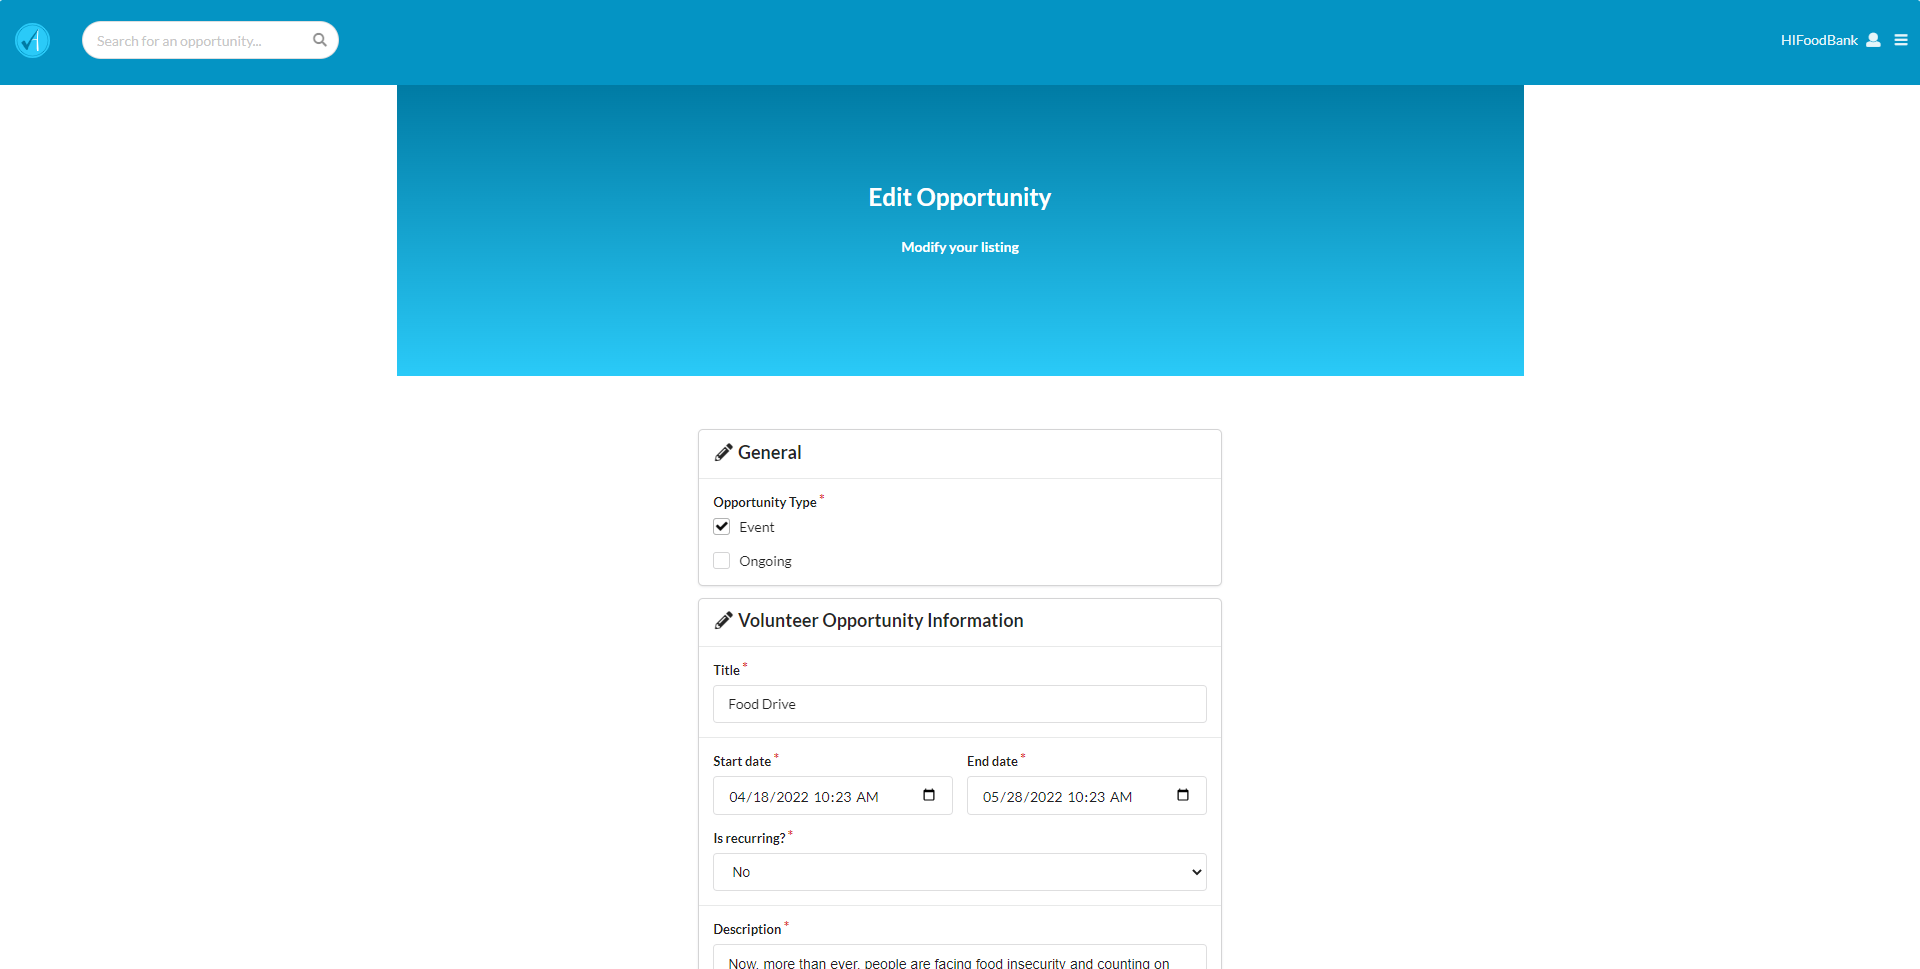 Search for an opportunity...
HIFoodBank
Edit Opportunity
Modify your listing
General
Opportunity Type *
Event
Ongoing
Volunteer Opportunity Information
Title *
Food Drive
Start date * End date *
04/18/2022 10:23 AM 05/28/2022 10:23 AM
Is recurring? *
No
Description *
Now, more than ever, people are facing food insecurity and counting on